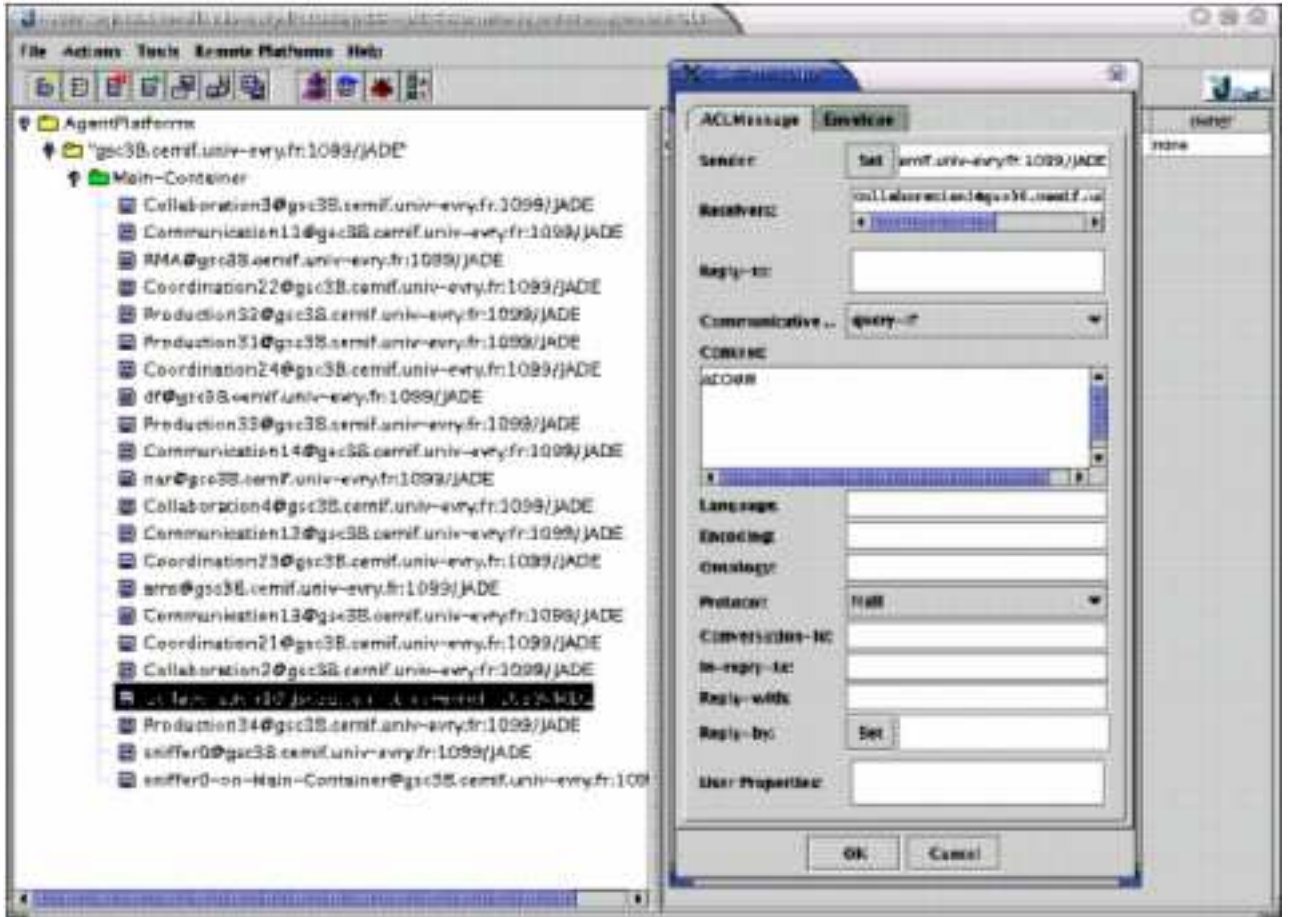 File Actions Tools Remote Platforms Help
AgentPlatforms
"gsc38.cemif.univ-evry.fr:1099/JADE"
Main-Container
Collaboration3@gsc38.cemif.univ-evry.fr:1099/JADE
Communication11@gsc38.cemif.univ-evry.fr:1099/JADE
RMA@gsc38.cemif.univ-evry.fr:1099/JADE
Coordination22@gsc38.cemif.univ-evry.fr:1099/JADE
Production32@gsc38.cemif.univ-evry.fr:1099/JADE
Production31@gsc38.cemif.univ-evry.fr:1099/JADE
Coordination24@gsc38.cemif.univ-evry.fr:1099/JADE
df@gsc38.cemif.univ-evry.fr:1099/JADE
Production33@gsc38.cemif.univ-evry.fr:1099/JADE
Communication14@gsc38.cemif.univ-evry.fr:1099/JADE
nar@gsc38.cemif.univ-evry.fr:1099/JADE
Collaboration4@gsc38.cemif.univ-evry.fr:1099/JADE
Communication12@gsc38.cemif.univ-evry.fr:1099/JADE
Coordination23@gsc38.cemif.univ-evry.fr:1099/JADE
ams@gsc38.cemif.univ-evry.fr:1099/JADE
Communication13@gsc38.cemif.univ-evry.fr:1099/JADE
Coordination21@gsc38.cemif.univ-evry.fr:1099/JADE
Collaboration2@gsc38.cemif.univ-evry.fr:1099/JADE
Production34@gsc38.cemif.univ-evry.fr:1099/JADE
sniffer0@gsc38.cemif.univ-evry.fr:1099/JADE
sniffer0-on-Main-Container@gsc38.cemif.univ-evry.fr:109
owner
none
ACLMessage Envelope
Sender: Set emif.univ-evry.fr:1099/JADE
Receivers:
Reply-to:
Communicative .. query-if
Content:
Language:
Encoding:
Ontology:
Protocol: Null
Conversation-id:
In-reply-to:
Reply-with:
Reply-by: Set
User Properties:
OK Cancel